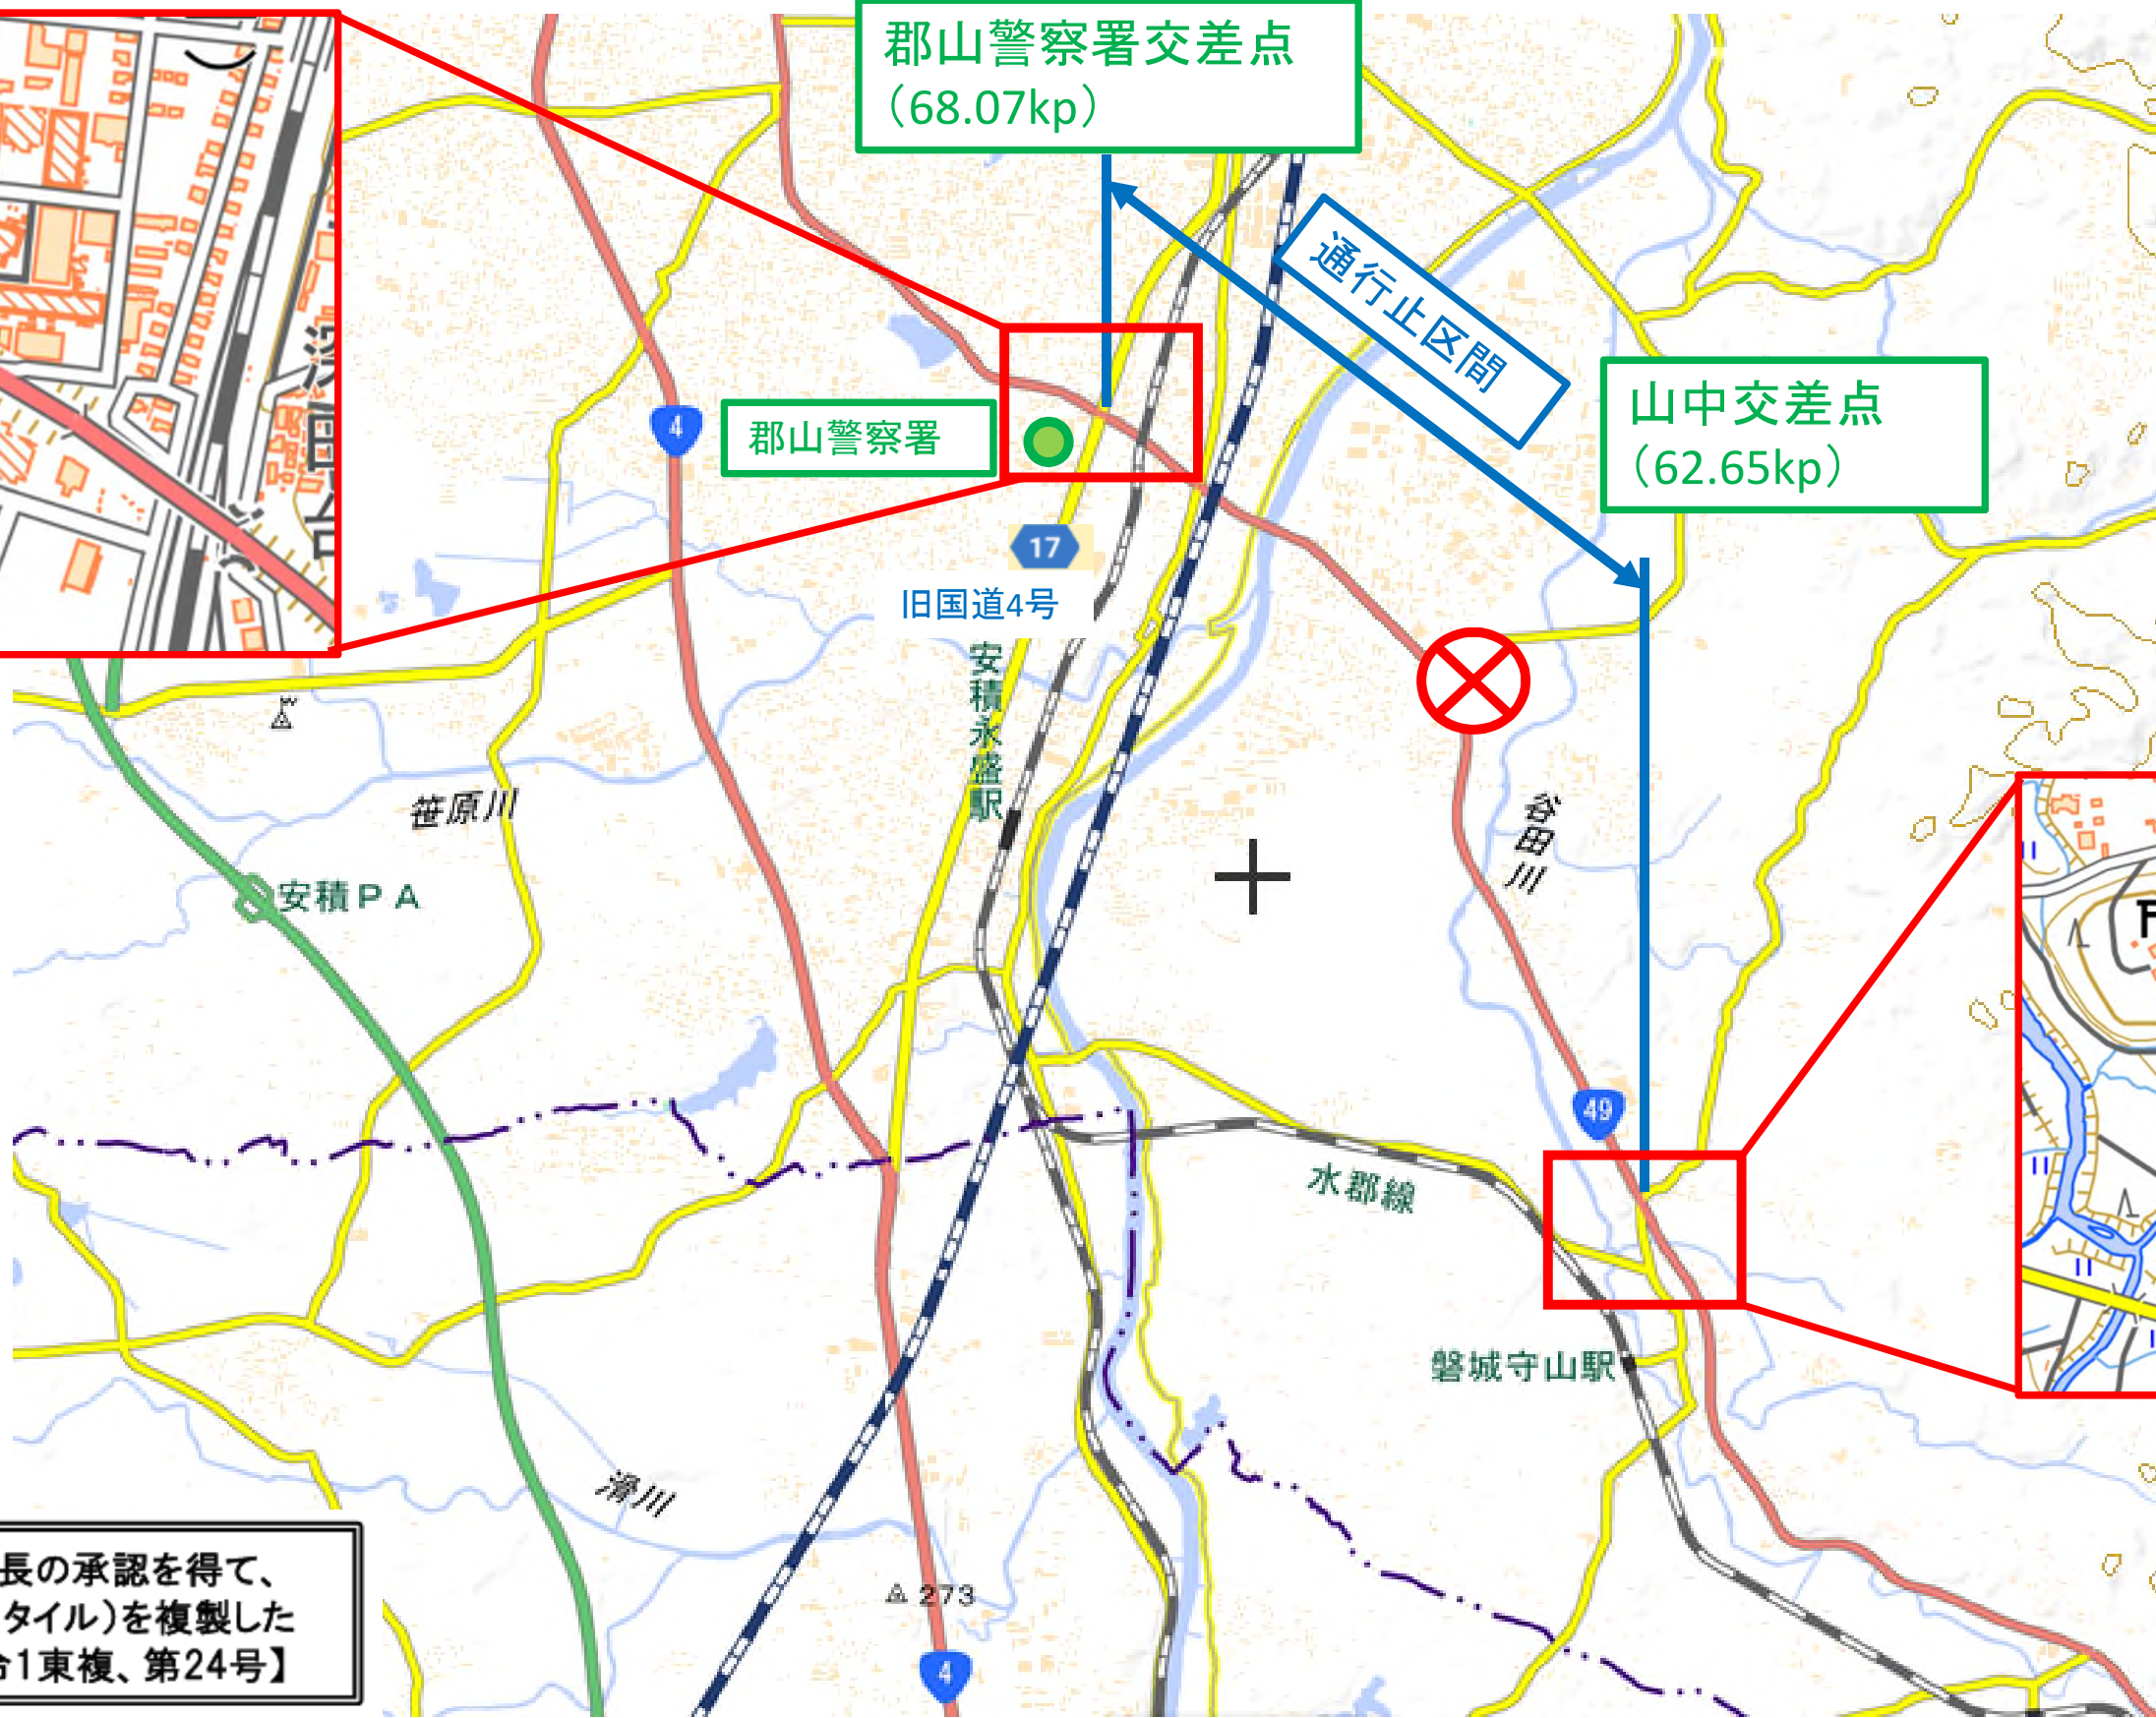 郡山警察署交差点
（68.07kp）
通行止区間
山中交差点
（62.65kp）
4
郡山警察署
17
旧国道4号
安積永盛駅
笹原川
谷田川
安積PA
49
水郡線
磐城守山駅
滑川
273
4
長の承認を得て、
タイル）を複製した
1東複、第24号】